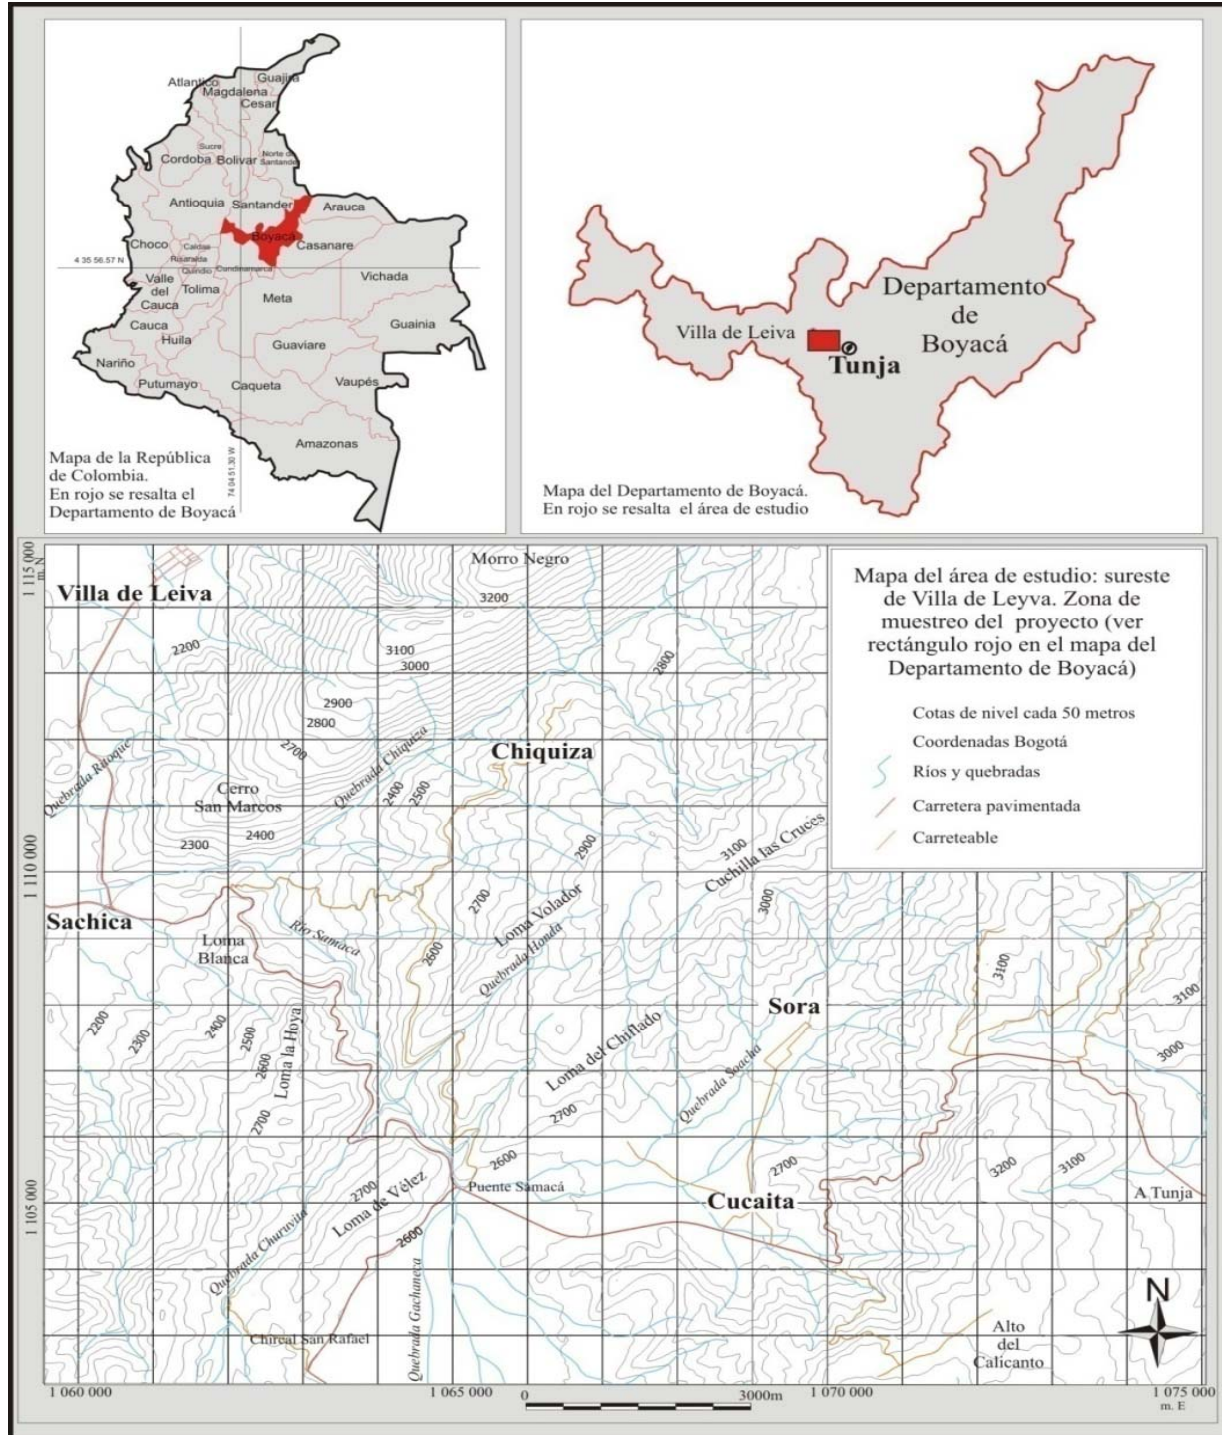 Atlantico
Guajira
Magdalena
Cesar
Sucre
Norte de
Santander
Cordoba
Bolivar
Antioquia
Santander
Arauca
Boyacá
Choco
Caldas
Casanare
Risaralda
4 35 56.57 N
Quindio
Cundinamarca
Valle
del
Cauca
Tolima
Meta
Vichada
Cauca
Huila
Guainia
Guaviare
Nariño
Putumayo
Caqueta
Vaupés
Amazonas
74 04 51.30 W
Mapa de la República
de Colombia.
En rojo se resalta el
Departamento de Boyacá
Departamento
de
Boyacá
Villa de Leiva
Tunja
Mapa del Departamento de Boyacá.
En rojo se resalta el área de estudio
1 115 000
m. N
Morro Negro
Villa de Leiva
3200
2200
3100
3000
2800
2900
2800
2700
Quebrada Ritoque
Quebrada Chiquiza
Chiquiza
Cerro
San Marcos
2400
2500
2300
2400
2900
3100
Cuchilla las Cruces
Mapa del área de estudio: sureste
de Villa de Leyva. Zona de
muestreo del proyecto (ver
rectángulo rojo en el mapa del
Departamento de Boyacá)
Cotas de nivel cada 50 metros
Coordenadas Bogotá
Ríos y quebradas
Carretera pavimentada
Carreteable
1 110 000
Sachica
Loma
Blanca
Rio Samaca
2700
Loma Volador
Quebrada Honda
2600
3000
3100
3100
Sora
2200
2300
2400
2500
2600
2700
Loma la Hoya
Loma del Chiflado
2700
Quebrada Soacha
3000
2600
2700
3200
3100
Puente Samacá
2700
Loma de Vélez
2600
Cucaita
A Tunja
1 105 000
Quebrada Churuvita
Quebrada Gachaneca
Chircal San Rafael
Alto
del
Calicanto
N
1 060 000
1 065 000
0
3000m
1 070 000
1 075 000
m. E